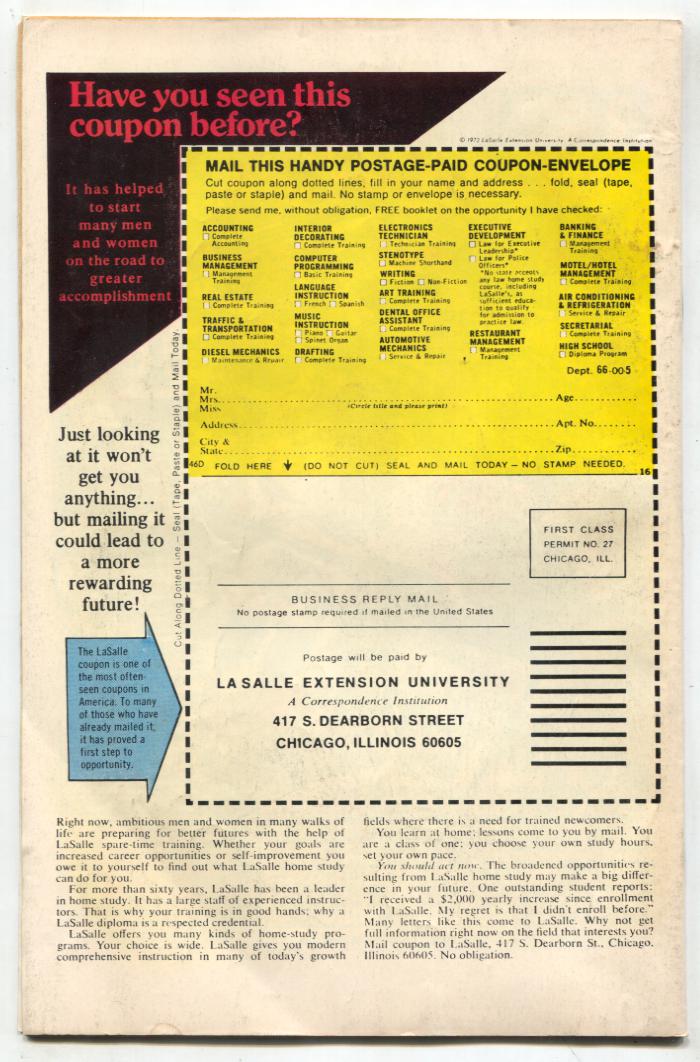 Have you seen this
coupon before?
© 1972 LaSalle Extension University A Correspondence Institution
It has helped
to start
many men
and women
on the road to
greater
accomplishment
MAIL THIS HANDY POSTAGE-PAID COUPON-ENVELOPE
Cut coupon along dotted lines, fill in your name and address . . . fold, seal (tape,
paste or staple) and mail. No stamp or envelope is necessary.
Please send me, without obligation, FREE booklet on the opportunity I have checked:
ACCOUNTING
☐ Complete
Accounting
BUSINESS
MANAGEMENT
☐ Management
Training
REAL ESTATE
☐ Complete Training
TRAFFIC &
TRANSPORTATION
☐ Complete Training
DIESEL MECHANICS
☐ Maintenance & Repair
INTERIOR
DECORATING
☐ Complete Training
COMPUTER
PROGRAMMING
☐ Basic Training
LANGUAGE
INSTRUCTION
☐ French ☐ Spanish
MUSIC
INSTRUCTION
☐ Piano ☐ Guitar
☐ Spinet Organ
DRAFTING
☐ Complete Training
ELECTRONICS
TECHNICIAN
☐ Technician Training
STENOTYPE
☐ Machine Shorthand
WRITING
☐ Fiction ☐ Non-Fiction
ART TRAINING
☐ Complete Training
DENTAL OFFICE
ASSISTANT
☐ Complete Training
AUTOMOTIVE
MECHANICS
☐ Service & Repair
EXECUTIVE
DEVELOPMENT
☐ Law for Executive
Leadership*
☐ Law for Police
Officers*
*No state accepts
any law home study
course, including
LaSalle's, as
sufficient educa-
tion to qualify
for admission to
practice law.
RESTAURANT
MANAGEMENT
☐ Management
Training
BANKING
& FINANCE
☐ Management
Training
MOTEL/HOTEL
MANAGEMENT
☐ Complete Training
AIR CONDITIONING
& REFRIGERATION
☐ Service & Repair
SECRETARIAL
☐ Complete Training
HIGH SCHOOL
☐ Diploma Program
Dept. 66-005
Mr.
Mrs. Age
Miss (Circle title and please print)
Address Apt. No.
City &
State Zip
46D FOLD HERE ↓ (DO NOT CUT) SEAL AND MAIL TODAY – NO STAMP NEEDED. 16
Cut Along Dotted Line – Seal (Tape, Paste or Staple) and Mail Today.
Just looking
at it won't
get you
anything...
but mailing it
could lead to
a more
rewarding
future!
The LaSalle
coupon is one of
the most often-
seen coupons in
America. To many
of those who have
already mailed it,
it has proved a
first step to
opportunity.
FIRST CLASS
PERMIT NO. 27
CHICAGO, ILL.
BUSINESS REPLY MAIL
No postage stamp required if mailed in the United States
Postage will be paid by
LA SALLE EXTENSION UNIVERSITY
A Correspondence Institution
417 S. DEARBORN STREET
CHICAGO, ILLINOIS 60605
Right now, ambitious men and women in many walks of
life are preparing for better futures with the help of
LaSalle spare-time training. Whether your goals are
increased career opportunities or self-improvement you
owe it to yourself to find out what LaSalle home study
can do for you.
For more than sixty years, LaSalle has been a leader
in home study. It has a large staff of experienced instruc-
tors. That is why your training is in good hands; why a
LaSalle diploma is a respected credential.
LaSalle offers you many kinds of home-study pro-
grams. Your choice is wide. LaSalle gives you modern
comprehensive instruction in many of today's growth
fields where there is a need for trained newcomers.
You learn at home; lessons come to you by mail. You
are a class of one; you choose your own study hours,
set your own pace.
You should act now. The broadened opportunities re-
sulting from LaSalle home study may make a big differ-
ence in your future. One outstanding student reports:
"I received a $2,000 yearly increase since enrollment
with LaSalle. My regret is that I didn't enroll before."
Many letters like this come to LaSalle. Why not get
full information right now on the field that interests you?
Mail coupon to LaSalle, 417 S. Dearborn St., Chicago,
Illinois 60605. No obligation.